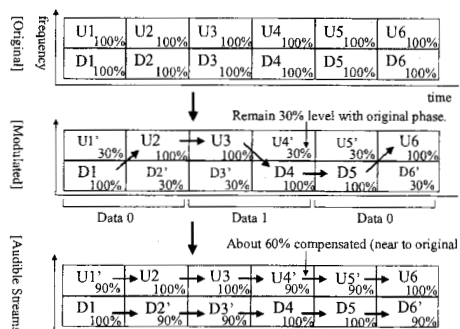 [Original]
frequency
U1 100% U2 100% U3 100% U4 100% U5 100% U6 100%
D1 100% D2 100% D3 100% D4 100% D5 100% D6 100%
time
Remain 30% level with original phase.
[Modulated]
U1' 30% U2 100% U3 100% U4' 30% U5' 30% U6 100%
D1 100% D2' 30% D3' 30% D4 100% D5 100% D6' 30%
Data 0 Data 1 Data 0
About 60% compensated (near to original
[Audible Stream:
U1' 90% U2 100% U3 100% U4' 90% U5' 90% U6 100%
D1 100% D2' 90% D3' 90% D4 100% D5 100% D6' 90%